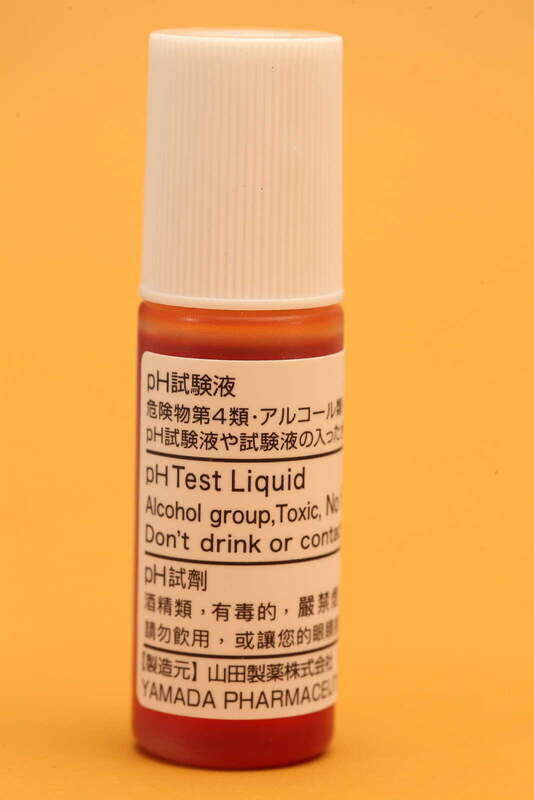 pH試験液
危険物第4類・アルコール類
pH試験液や試験液の入った
pH Test Liquid
Alcohol group,Toxic, No
Don't drink or
pH試劑
酒精類，有毒的，嚴禁
請勿飲用，或讓您的眼睛
【製造元】山田製薬株式会社
YAMADA